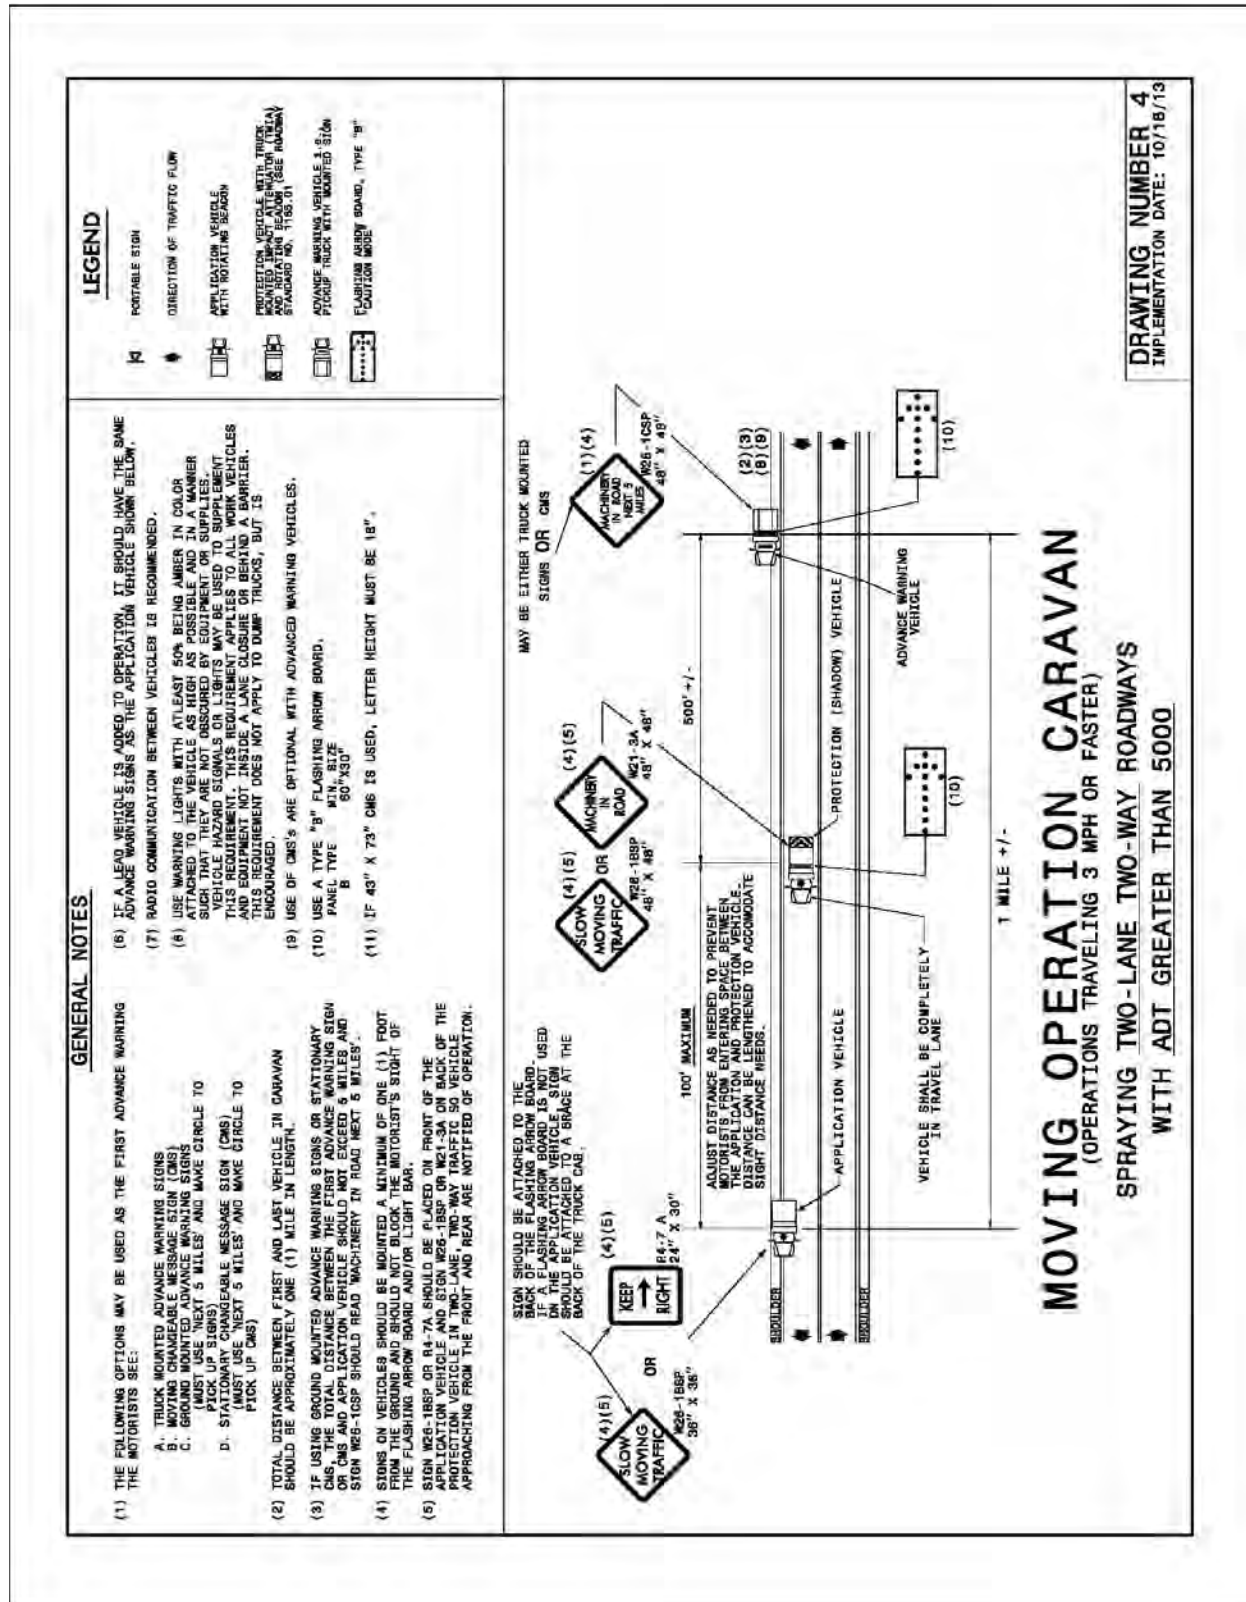 GENERAL NOTES
(1) THE FOLLOWING OPTIONS MAY BE USED AS THE FIRST ADVANCE WARNING
THE MOTORISTS SEE:
A. TRUCK MOUNTED ADVANCE WARNING SIGNS
B. MOVING CHANGEABLE MESSAGE SIGN (CMS)
C. GROUND MOUNTED ADVANCE WARNING SIGNS
(MUST USE 'NEXT 5 MILES' AND MAKE CIRCLE TO
PICK UP SIGNS)
D. STATIONARY CHANGEABLE MESSAGE SIGN (CMS)
(MUST USE 'NEXT 5 MILES' AND MAKE CIRCLE TO
PICK UP CMS)
(2) TOTAL DISTANCE BETWEEN FIRST AND LAST VEHICLE IN CARAVAN
SHOULD BE APPROXIMATELY ONE (1) MILE IN LENGTH.
(3) IF USING GROUND MOUNTED ADVANCE WARNING SIGNS OR STATIONARY
CMS, THE TOTAL DISTANCE BETWEEN THE FIRST ADVANCE WARNING SIGN
OR CMS AND APPLICATION VEHICLE SHOULD NOT EXCEED 5 MILES AND
SIGN W26-1CSP SHOULD READ 'MACHINERY IN ROAD NEXT 5 MILES'.
(4) SIGNS ON VEHICLES SHOULD BE MOUNTED A MINIMUM OF ONE (1) FOOT
FROM THE GROUND AND SHOULD NOT BLOCK THE MOTORIST'S SIGHT OF
THE FLASHING ARROW BOARD AND/OR LIGHT BAR.
(5) SIGN W26-1BSP OR R4-7A SHOULD BE PLACED ON FRONT OF THE
APPLICATION VEHICLE AND SIGN W26-1BSP OR W21-3A ON BACK OF THE
PROTECTION VEHICLE IN TWO-LANE, TWO-WAY TRAFFIC SO VEHICLE
APPROACHING FROM THE FRONT AND REAR ARE NOTIFIED OF OPERATION.
(6) IF A LEAD VEHICLE IS ADDED TO OPERATION, IT SHOULD HAVE THE SAME
ADVANCE WARNING SIGNS AS THE APPLICATION VEHICLE SHOWN BELOW.
(7) RADIO COMMUNICATION BETWEEN VEHICLES IS RECOMMENDED.
(8) USE WARNING LIGHTS WITH ATLEAST 50% BEING AMBER IN COLOR
ATTACHED TO THE VEHICLE AS HIGH AS POSSIBLE AND IN A MANNER
SUCH THAT THEY ARE NOT OBSCURED BY EQUIPMENT OR SUPPLIES.
VEHICLE HAZARD SIGNALS OR LIGHTS MAY BE USED TO SUPPLEMENT
THIS REQUIREMENT. THIS REQUIREMENT APPLIES TO ALL WORK VEHICLES
AND EQUIPMENT NOT INSIDE A LANE CLOSURE OR BEHIND A BARRIER.
THIS REQUIREMENT DOES NOT APPLY TO DUMP TRUCKS, BUT IS
ENCOURAGED.
(9) USE OF CMS'S ARE OPTIONAL WITH ADVANCED WARNING VEHICLES.
(10) USE A TYPE "B" FLASHING ARROW BOARD.
PANEL TYPE MIN. SIZE
B 60"X30"
(11) IF 43" X 73" CMS IS USED, LETTER HEIGHT MUST BE 18".
LEGEND
PORTABLE SIGN
DIRECTION OF TRAFFIC FLOW
APPLICATION VEHICLE
WITH ROTATING BEACON
PROTECTION VEHICLE WITH TRUCK
MOUNTED IMPACT ATTENUATOR (TMIA)
AND ROTATING BEACON (SEE ROADWAY
STANDARD NO. 1165.01
ADVANCE WARNING VEHICLE
PICKUP TRUCK WITH MOUNTED SIGN
FLASHING ARROW BOARD, TYPE "B"
"CAUTION MODE"
SIGN SHOULD BE ATTACHED TO THE
BACK OF THE FLASHING ARROW BOARD.
IF A FLASHING ARROW BOARD IS NOT USED
ON THE APPLICATION VEHICLE, SIGN
SHOULD BE ATTACHED TO A BRACE AT THE
BACK OF THE TRUCK CAB.
(4)(5)
SLOW
MOVING
TRAFFIC
W26-1BSP
36" X 36"
OR
(4)(5)
KEEP
RIGHT
R4-7 A
24" X 30"
(4)(5)
SLOW
MOVING
TRAFFIC
OR
W26-1BSP
48" X 48"
(4)(5)
MACHINERY
IN
ROAD
W21-3A
48" X 48"
MAY BE EITHER TRUCK MOUNTED
SIGNS OR CMS
(1)(4)
MACHINERY
IN ROAD
NEXT 5
MILES
W26-1CSP
48" X 48"
100' MAXIMUM
ADJUST DISTANCE AS NEEDED TO PREVENT
MOTORISTS FROM ENTERING SPACE BETWEEN
THE APPLICATION AND PROTECTION VEHICLE.
DISTANCE CAN BE LENGTHENED TO ACCOMODATE
SIGHT DISTANCE NEEDS.
500' +/-
(2)(3)
(8)(9)
SHOULDER
SHOULDER
APPLICATION VEHICLE
VEHICLE SHALL BE COMPLETELY
IN TRAVEL LANE
PROTECTION (SHADOW) VEHICLE
ADVANCE WARNING
VEHICLE
(10)
(10)
1 MILE +/-
MOVING OPERATION CARAVAN
(OPERATIONS TRAVELING 3 MPH OR FASTER)
SPRAYING TWO-LANE TWO-WAY ROADWAYS
WITH ADT GREATER THAN 5000
DRAWING NUMBER 4
IMPLEMENTATION DATE: 10/16/13